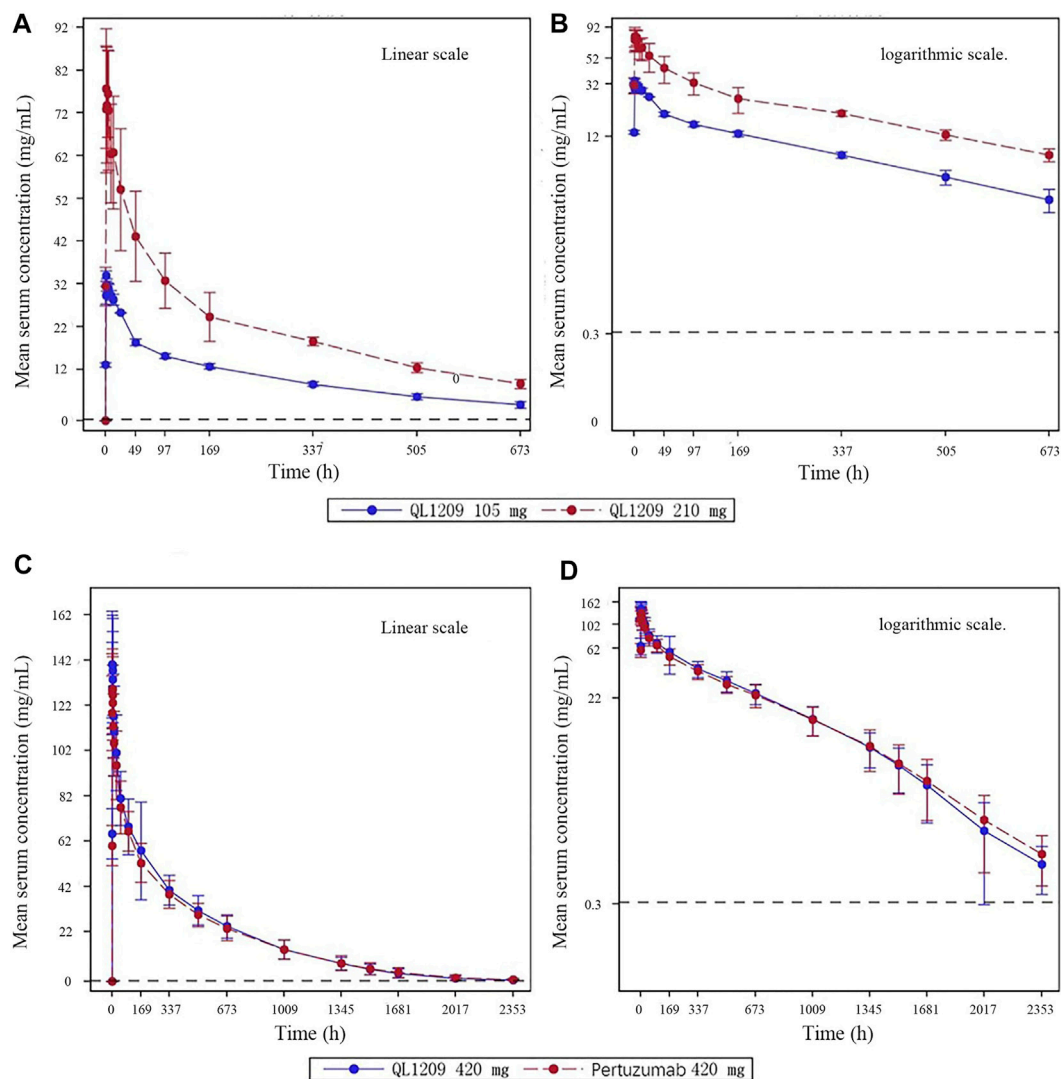 A
Linear scale
Mean serum concentration (mg/mL)
92
82
72
62
52
42
32
22
12
0
0
0 49 97 169 337 505 673
Time (h)
B
logarithmic scale.
Mean serum concentration (mg/mL)
92
52
32
12
0.3
0
0 49 97 169 337 505 673
Time (h)
QL1209 105 mg QL1209 210 mg
C
Linear scale
Mean serum concentration (mg/mL)
162
142
122
102
82
62
42
22
0
0 169 337 673 1009 1345 1681 2017 2353
Time (h)
D
logarithmic scale.
Mean serum concentration (mg/mL)
162
102
62
22
0.3
0 169 337 673 1009 1345 1681 2017 2353
Time (h)
QL1209 420 mg Pertuzumab 420 mg